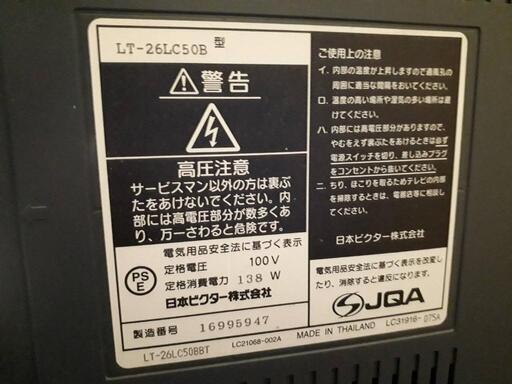 LT-26LC50B 型
警告
高圧注意
サービスマン以外の方は裏ぶ
たをあけないでください。内
部には高電圧部分が数多くあ
り、万一さわると危険です。
電気用品安全法に基づく表示
PS
E
定格電圧 100V
定格消費電力 138W
日本ビクター株式会社
製造番号 16995947
LT-26LC50BBT
LC21068-002A
ご使用上の注意
イ. 内部の温度が上昇しますので通風孔の
周囲に適当な間隔をおいてください。
ロ. 温度の高い場所や湿気の多い場所は避
けてください。
ハ. 内部には高電圧部分がありますので、
やむをえず裏ぶたをあけるときは必ず
電源スイッチを切り、差し込みプラグ
をコンセントから抜いてください。
ニ. ちり、ほこりを取るためテレビの内部
を掃除するときは、電器店等に相談し
てください。
日本ビクター株式会社
電気用品安全法に基づく表示を改変し
たり、消除すると違反になります。
JQA
MADE IN THAILAND
LC31916-075A